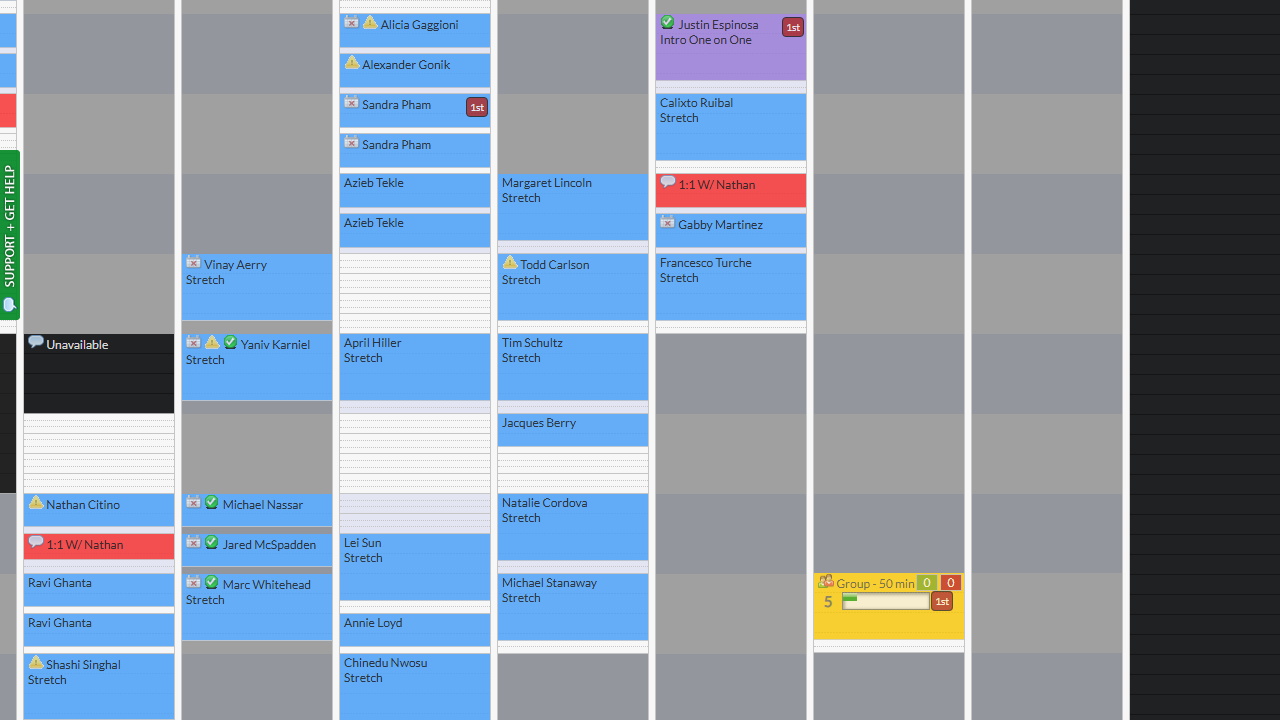 SUPPORT + GET HELP
Unavailable
Nathan Citino
1:1 W/ Nathan
Ravi Ghanta
Ravi Ghanta
Shashi Singhal
Stretch
Vinay Aerry
Stretch
Yaniv Karniel
Stretch
Michael Nassar
Jared McSpadden
Marc Whitehead
Stretch
Alicia Gaggioni
Alexander Gonik
Sandra Pham 1st
Sandra Pham
Azieb Tekle
Azieb Tekle
April Hiller
Stretch
Lei Sun
Stretch
Annie Loyd
Chinedu Nwosu
Stretch
Margaret Lincoln
Stretch
Todd Carlson
Stretch
Tim Schultz
Stretch
Jacques Berry
Natalie Cordova
Stretch
Michael Stanaway
Stretch
Justin Espinosa 1st
Intro One on One
Calixto Ruibal
Stretch
1:1 W/ Nathan
Gabby Martinez
Francesco Turche
Stretch
Group - 50 min 0 0
5 1st